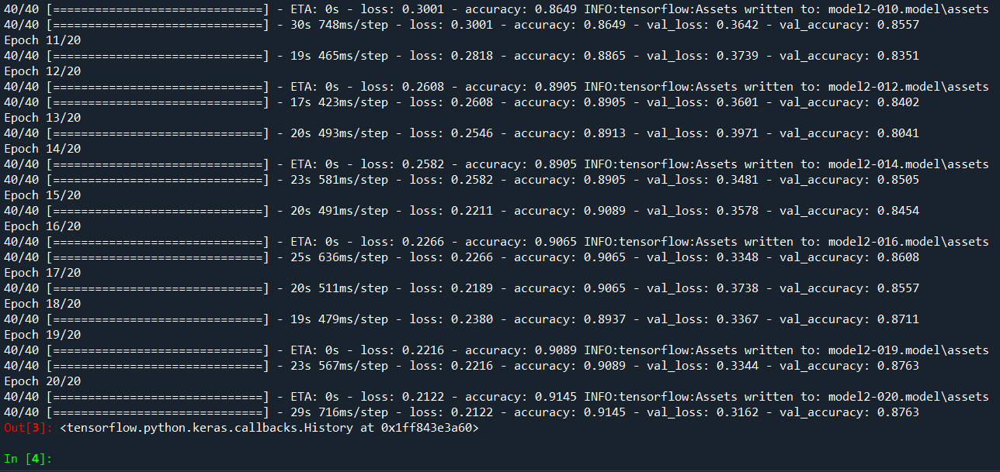 40/40 [==============================] - ETA: 0s - loss: 0.3001 - accuracy: 0.8649 INFO:tensorflow:Assets written to: model2-010.model\assets
40/40 [==============================] - 30s 748ms/step - loss: 0.3001 - accuracy: 0.8649 - val_loss: 0.3642 - val_accuracy: 0.8557
Epoch 11/20
40/40 [==============================] - 19s 465ms/step - loss: 0.2818 - accuracy: 0.8865 - val_loss: 0.3739 - val_accuracy: 0.8351
Epoch 12/20
40/40 [==============================] - ETA: 0s - loss: 0.2608 - accuracy: 0.8905 INFO:tensorflow:Assets written to: model2-012.model\assets
40/40 [==============================] - 17s 423ms/step - loss: 0.2608 - accuracy: 0.8905 - val_loss: 0.3601 - val_accuracy: 0.8402
Epoch 13/20
40/40 [==============================] - 20s 493ms/step - loss: 0.2546 - accuracy: 0.8913 - val_loss: 0.3971 - val_accuracy: 0.8041
Epoch 14/20
40/40 [==============================] - ETA: 0s - loss: 0.2582 - accuracy: 0.8905 INFO:tensorflow:Assets written to: model2-014.model\assets
40/40 [==============================] - 23s 581ms/step - loss: 0.2582 - accuracy: 0.8905 - val_loss: 0.3481 - val_accuracy: 0.8505
Epoch 15/20
40/40 [==============================] - 20s 491ms/step - loss: 0.2211 - accuracy: 0.9089 - val_loss: 0.3578 - val_accuracy: 0.8454
Epoch 16/20
40/40 [==============================] - ETA: 0s - loss: 0.2266 - accuracy: 0.9065 INFO:tensorflow:Assets written to: model2-016.model\assets
40/40 [==============================] - 25s 636ms/step - loss: 0.2266 - accuracy: 0.9065 - val_loss: 0.3348 - val_accuracy: 0.8608
Epoch 17/20
40/40 [==============================] - 20s 511ms/step - loss: 0.2189 - accuracy: 0.9065 - val_loss: 0.3738 - val_accuracy: 0.8557
Epoch 18/20
40/40 [==============================] - 19s 479ms/step - loss: 0.2380 - accuracy: 0.8937 - val_loss: 0.3367 - val_accuracy: 0.8711
Epoch 19/20
40/40 [==============================] - ETA: 0s - loss: 0.2216 - accuracy: 0.9089 INFO:tensorflow:Assets written to: model2-019.model\assets
40/40 [==============================] - 23s 567ms/step - loss: 0.2216 - accuracy: 0.9089 - val_loss: 0.3344 - val_accuracy: 0.8763
Epoch 20/20
40/40 [==============================] - ETA: 0s - loss: 0.2122 - accuracy: 0.9145 INFO:tensorflow:Assets written to: model2-020.model\assets
40/40 [==============================] - 29s 716ms/step - loss: 0.2122 - accuracy: 0.9145 - val_loss: 0.3162 - val_accuracy: 0.8763
Out[3]: <tensorflow.python.keras.callbacks.History at 0x1ff843e3a60>
In [4]: